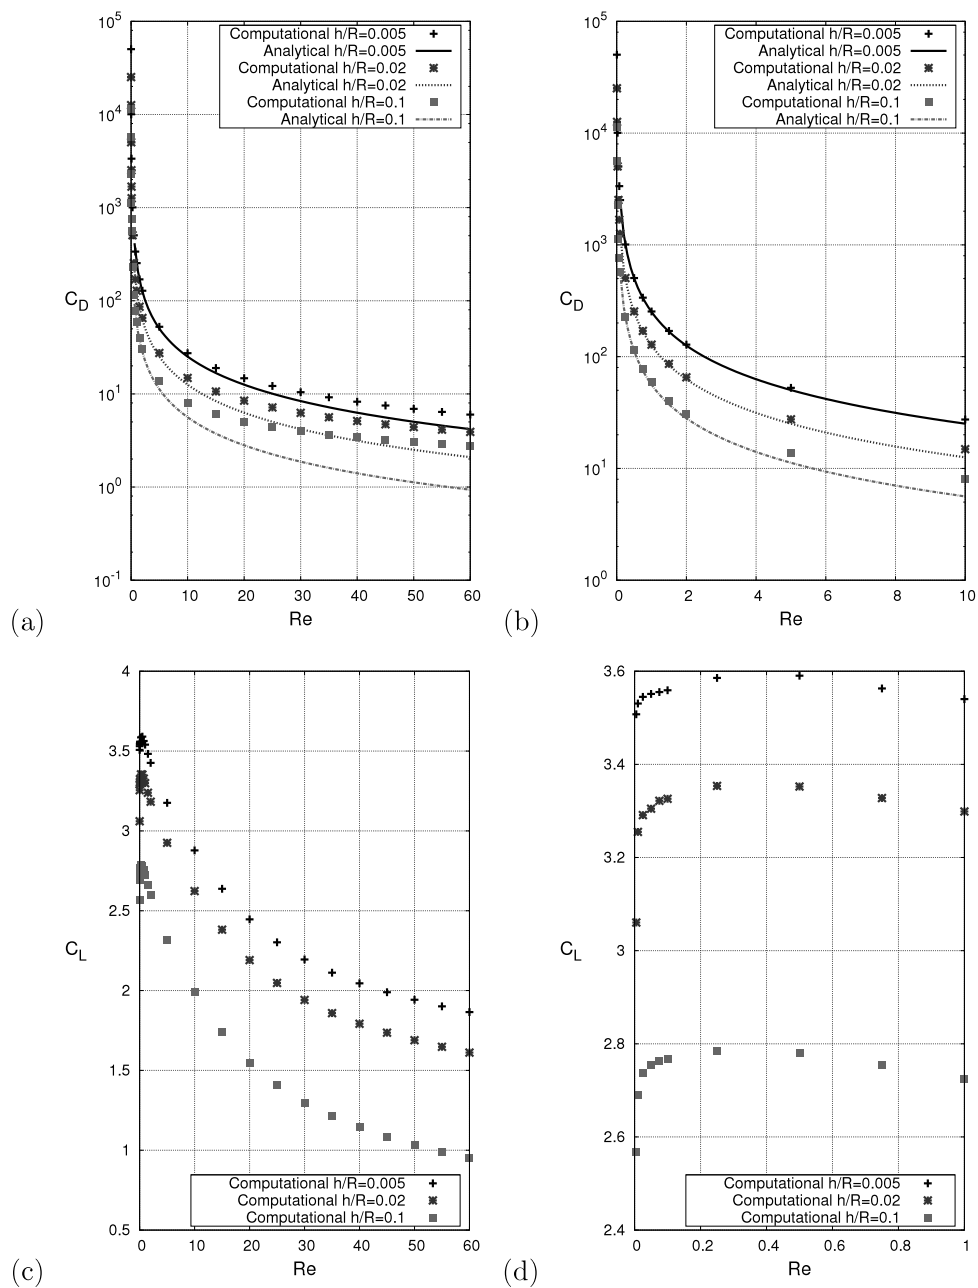 10^5
10^4
10^3
10^2
10^1
10^0
10^-1
C_D
Computational h/R=0.005
Analytical h/R=0.005
Computational h/R=0.02
Analytical h/R=0.02
Computational h/R=0.1
Analytical h/R=0.1
0 10 20 30 40 50 60
Re
(a)
10^5
10^4
10^3
10^2
10^1
10^0
C_D
Computational h/R=0.005
Analytical h/R=0.005
Computational h/R=0.02
Analytical h/R=0.02
Computational h/R=0.1
Analytical h/R=0.1
0 2 4 6 8 10
Re
(b)
4
3.5
3
2.5
2
1.5
1
0.5
C_L
Computational h/R=0.005
Computational h/R=0.02
Computational h/R=0.1
0 10 20 30 40 50 60
Re
(c)
3.6
3.4
3.2
3
2.8
2.6
2.4
C_L
Computational h/R=0.005
Computational h/R=0.02
Computational h/R=0.1
0 0.2 0.4 0.6 0.8 1
Re
(d)